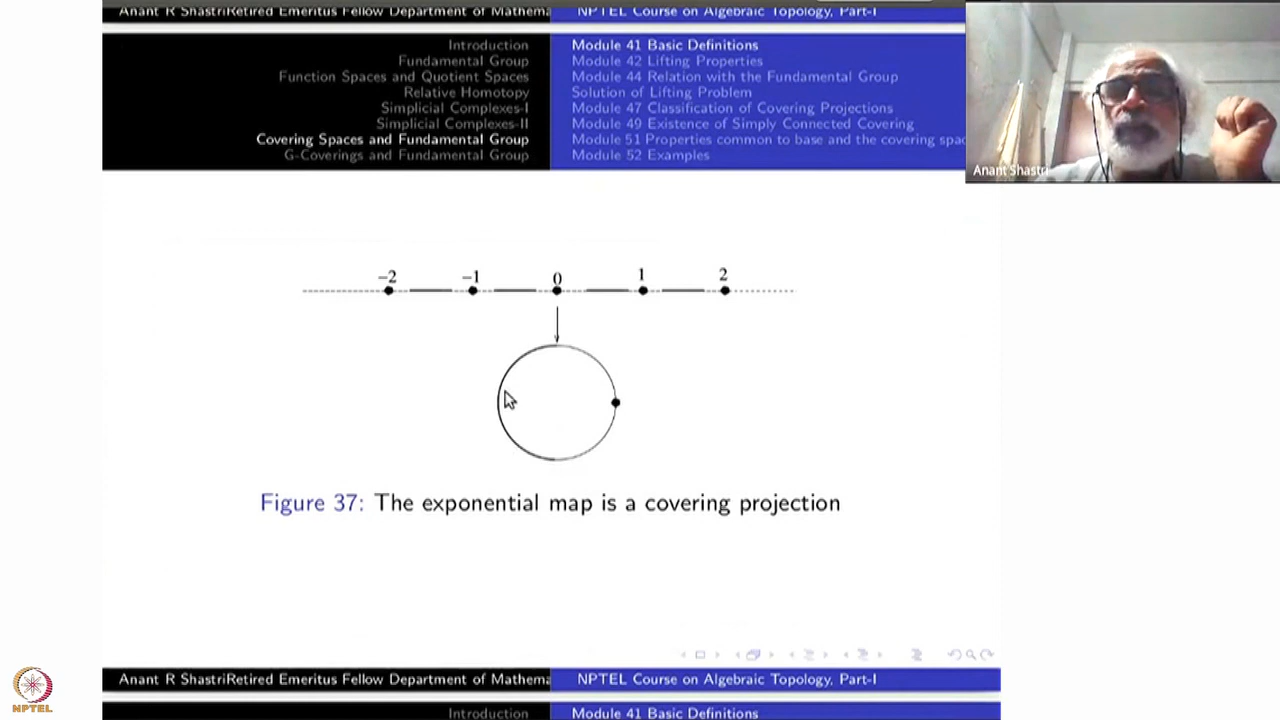 Anant R ShastriRetired Emeritus Fellow Department of Mathema NPTEL Course on Algebraic Topology, Part-I
Introduction
Fundamental Group
Function Spaces and Quotient Spaces
Relative Homotopy
Simplicial Complexes-I
Simplicial Complexes-II
Covering Spaces and Fundamental Group
G-Coverings and Fundamental Group
Module 41 Basic Definitions
Module 42 Lifting Properties
Module 44 Relation with the Fundamental Group
Solution of Lifting Problem
Module 47 Classification of Covering Projections
Module 49 Existence of Simply Connected Covering
Module 51 Properties common to base and the covering spac
Module 52 Examples
Anant Shastri
−2 −1 0 1 2
Figure 37: The exponential map is a covering projection
Anant R ShastriRetired Emeritus Fellow Department of Mathema NPTEL Course on Algebraic Topology, Part-I
Introduction Module 41 Basic Definitions
NPTEL